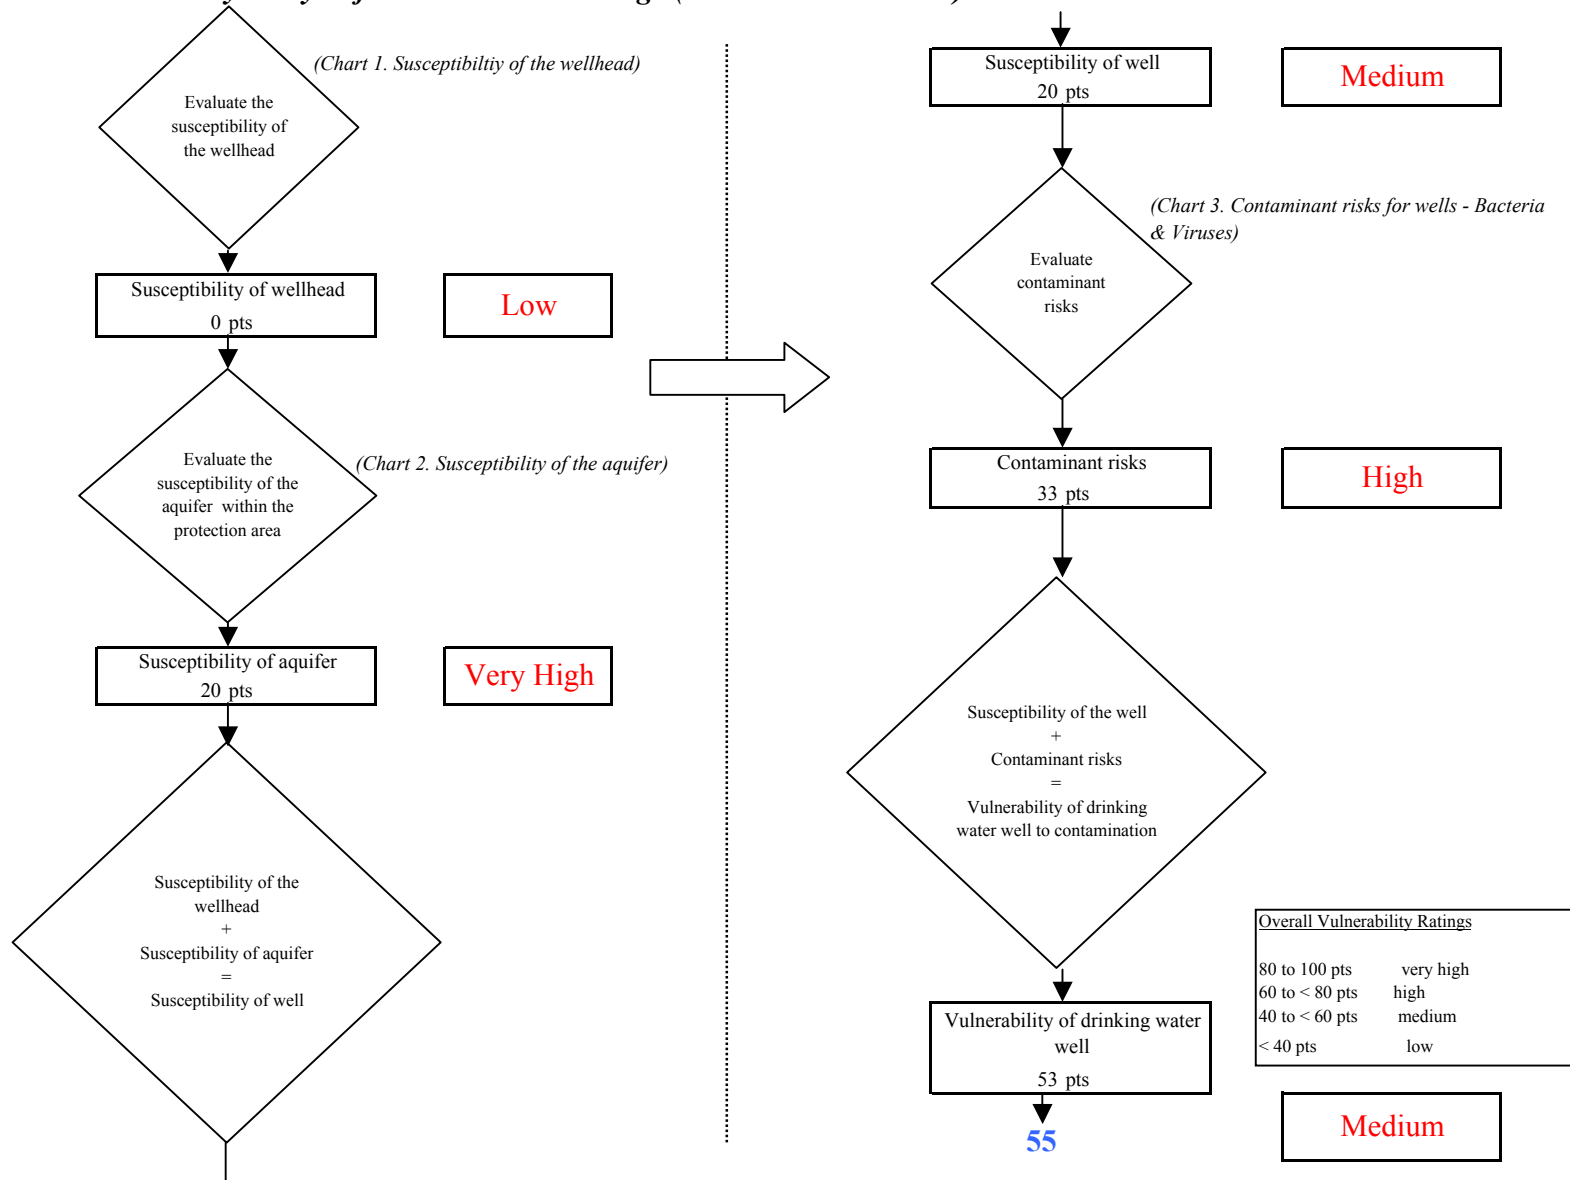 (Chart 1. Susceptibiltiy of the wellhead)
Evaluate the
susceptibility of
the wellhead
Susceptibility of wellhead
0 pts
Low
Evaluate the
susceptibility of the
aquifer within the
protection area
(Chart 2. Susceptibility of the aquifer)
Susceptibility of aquifer
20 pts
Very High
Susceptibility of the
wellhead
+
Susceptibility of aquifer
=
Susceptibility of well
Susceptibility of well
20 pts
Medium
(Chart 3. Contaminant risks for wells - Bacteria
& Viruses)
Evaluate
contaminant
risks
Contaminant risks
33 pts
High
Susceptibility of the well
+
Contaminant risks
=
Vulnerability of drinking
water well to contamination
Overall Vulnerability Ratings
80 to 100 pts very high
60 to < 80 pts high
40 to < 60 pts medium
< 40 pts low
Vulnerability of drinking water
well
53 pts
55
Medium